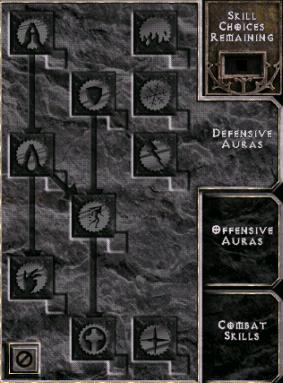 Skill
Choices
Remaining
Defensive
Auras
Offensive
Auras
Combat
Skills